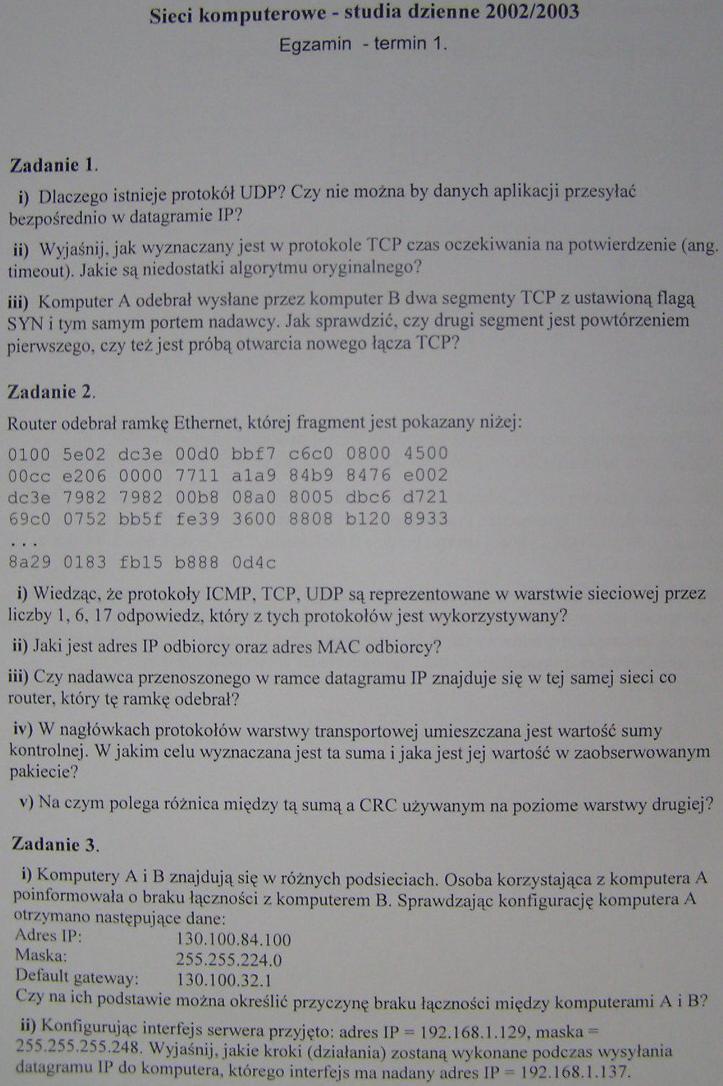 Sieci komputerowe - studia dzienne 2002/2003
Egzamin - termin 1.
Zadanie 1.
i) Dlaczego istnieje protokół UDP? Czy nie można by danych aplikacji przesyłać
bezpośrednio w datagramie IP?
ii) Wyjaśnij, jak wyznaczany jest w protokole TCP czas oczekiwania na potwierdzenie (ang.
timeout). Jakie są niedostatki algorytmu oryginalnego?
iii) Komputer A odebrał wysłane przez komputer B dwa segmenty TCP z ustawioną flagą
SYN i tym samym portem nadawcy. Jak sprawdzić, czy drugi segment jest powtórzeniem
pierwszego, czy też jest próbą otwarcia nowego łącza TCP?
Zadanie 2.
Router odebrał ramkę Ethernet, której fragment jest pokazany niżej:
0100 5e02 dc3e 00d0 bbf7 c6c0 0800 4500
00cc e206 0000 7711 a1a9 84b9 8476 e002
dc3e 7982 7982 00b8 08a0 8005 dbc6 d721
69c0 0752 bb5f fe39 3600 8808 b120 8933
...
8a29 0183 fb15 b888 0d4c
i) Wiedząc, że protokoły ICMP, TCP, UDP są reprezentowane w warstwie sieciowej przez
liczby 1, 6, 17 odpowiedz, który z tych protokołów jest wykorzystywany?
ii) Jaki jest adres IP odbiorcy oraz adres MAC odbiorcy?
iii) Czy nadawca przenoszonego w ramce datagramu IP znajduje się w tej samej sieci co
router, który tę ramkę odebrał?
iv) W nagłówkach protokołów warstwy transportowej umieszczana jest wartość sumy
kontrolnej. W jakim celu wyznaczana jest ta suma i jaka jest jej wartość w zaobserwowanym
pakiecie?
v) Na czym polega różnica między tą sumą a CRC używanym na poziome warstwy drugiej?
Zadanie 3.
i) Komputery A i B znajdują się w różnych podsieciach. Osoba korzystająca z komputera A
poinformowała o braku łączności z komputerem B. Sprawdzając konfigurację komputera A
otrzymano następujące dane:
Adres IP: 130.100.84.100
Maska: 255.255.224.0
Default gateway: 130.100.32.1
Czy na ich podstawie można określić przyczynę braku łączności między komputerami A i B?
ii) Konfigurując interfejs serwera przyjęto: adres IP = 192.168.1.129, maska =
255.255.255.248. Wyjaśnij, jakie kroki (działania) zostaną wykonane podczas wysyłania
datagramu IP do komputera, którego interfejs ma nadany adres IP = 192.168.1.137.